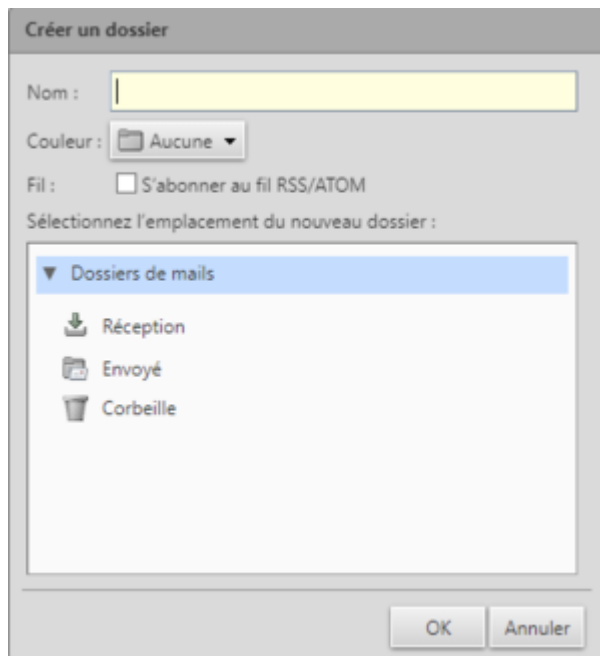 Créer un dossier
Nom :
Couleur : Aucune
Fil : S'abonner au fil RSS/ATOM
Sélectionnez l'emplacement du nouveau dossier :
Dossiers de mails
Réception
Envoyé
Corbeille
OK Annuler